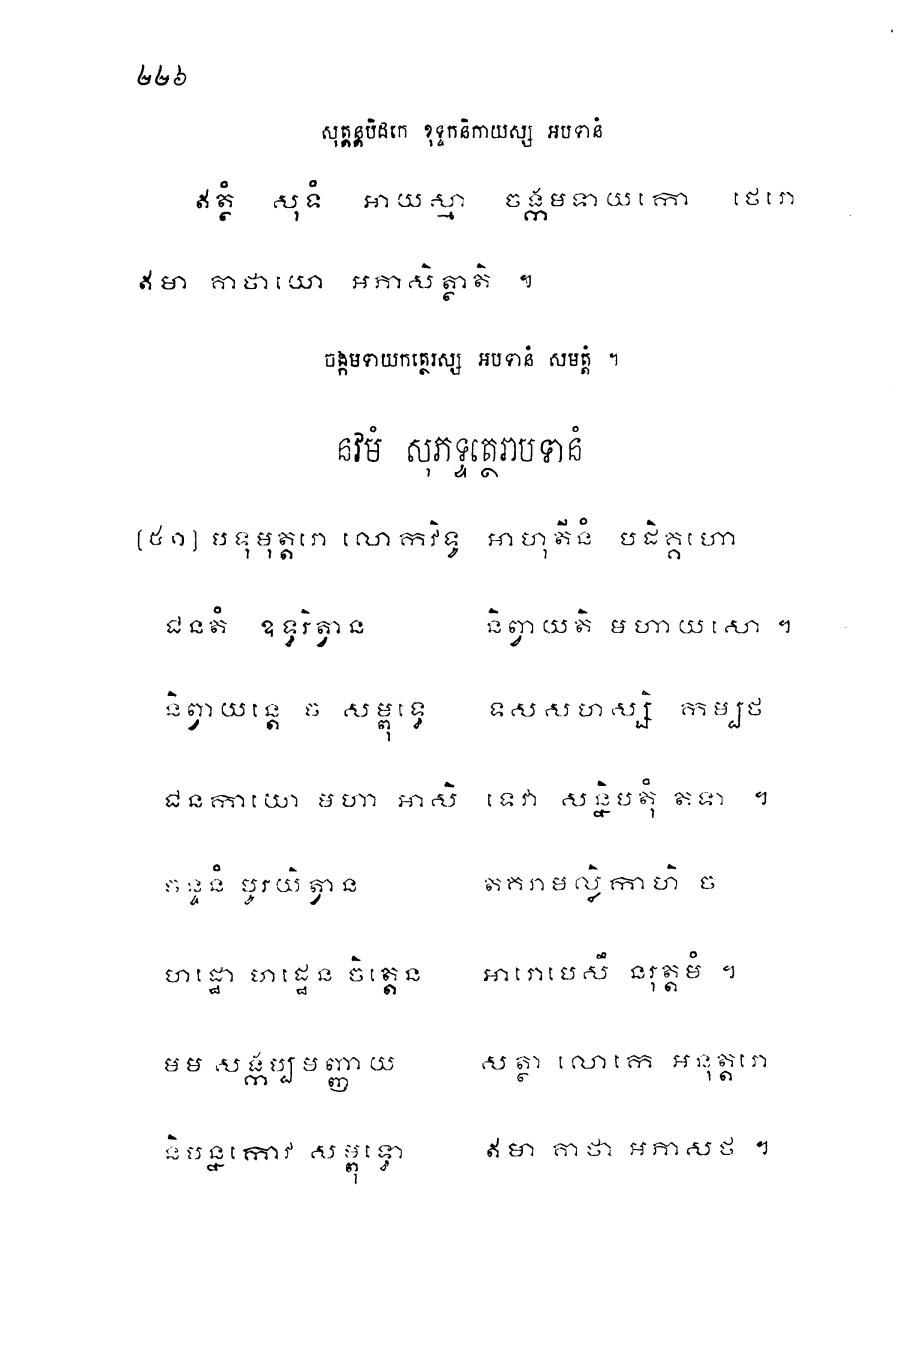 ២២៦
សុត្តន្តបិដកេ ខុទ្ទកនិកាយស្ស អបទានំ
ឥត្ថំ សុទំ អាយស្មា ចង្កមទាយកោ ថេរោ
ឥមា គាថាយោ អភាសិត្ថាតិ ។
ចង្កមទាយកត្ថេរស្ស អបទានំ សមត្តំ ។
នវមំ សុភទ្ទត្ថេរាបទានំ
[៥១] បទុមុត្តរោ លោកវិទូ អាហុតីនំ បដិគ្គហោ
ជនតំ ឧទ្ធរិត្វាន និព្វាយតិ មហាយសោ ។
និព្វាយន្តេ ច សម្ពុទ្ធេ ទសសហស្សិ កម្បថ
ជនកាយោ មហា អាសិ ទេវា សន្និបតុំ តទា ។
ចន្ទនំ បូរយិត្វាន តគរាមល្លិកាហិ ច
ហដ្ឋោ ហដ្ឋេន ចិត្តេន អារោបេសឹ នរុត្តមំ ។
មម សង្កប្បមញ្ញាយ សត្ថា លោកេ អនុត្តរោ
និបន្នកោវ សម្ពុទ្ធោ ឥមា គាថា អភាសថ ។